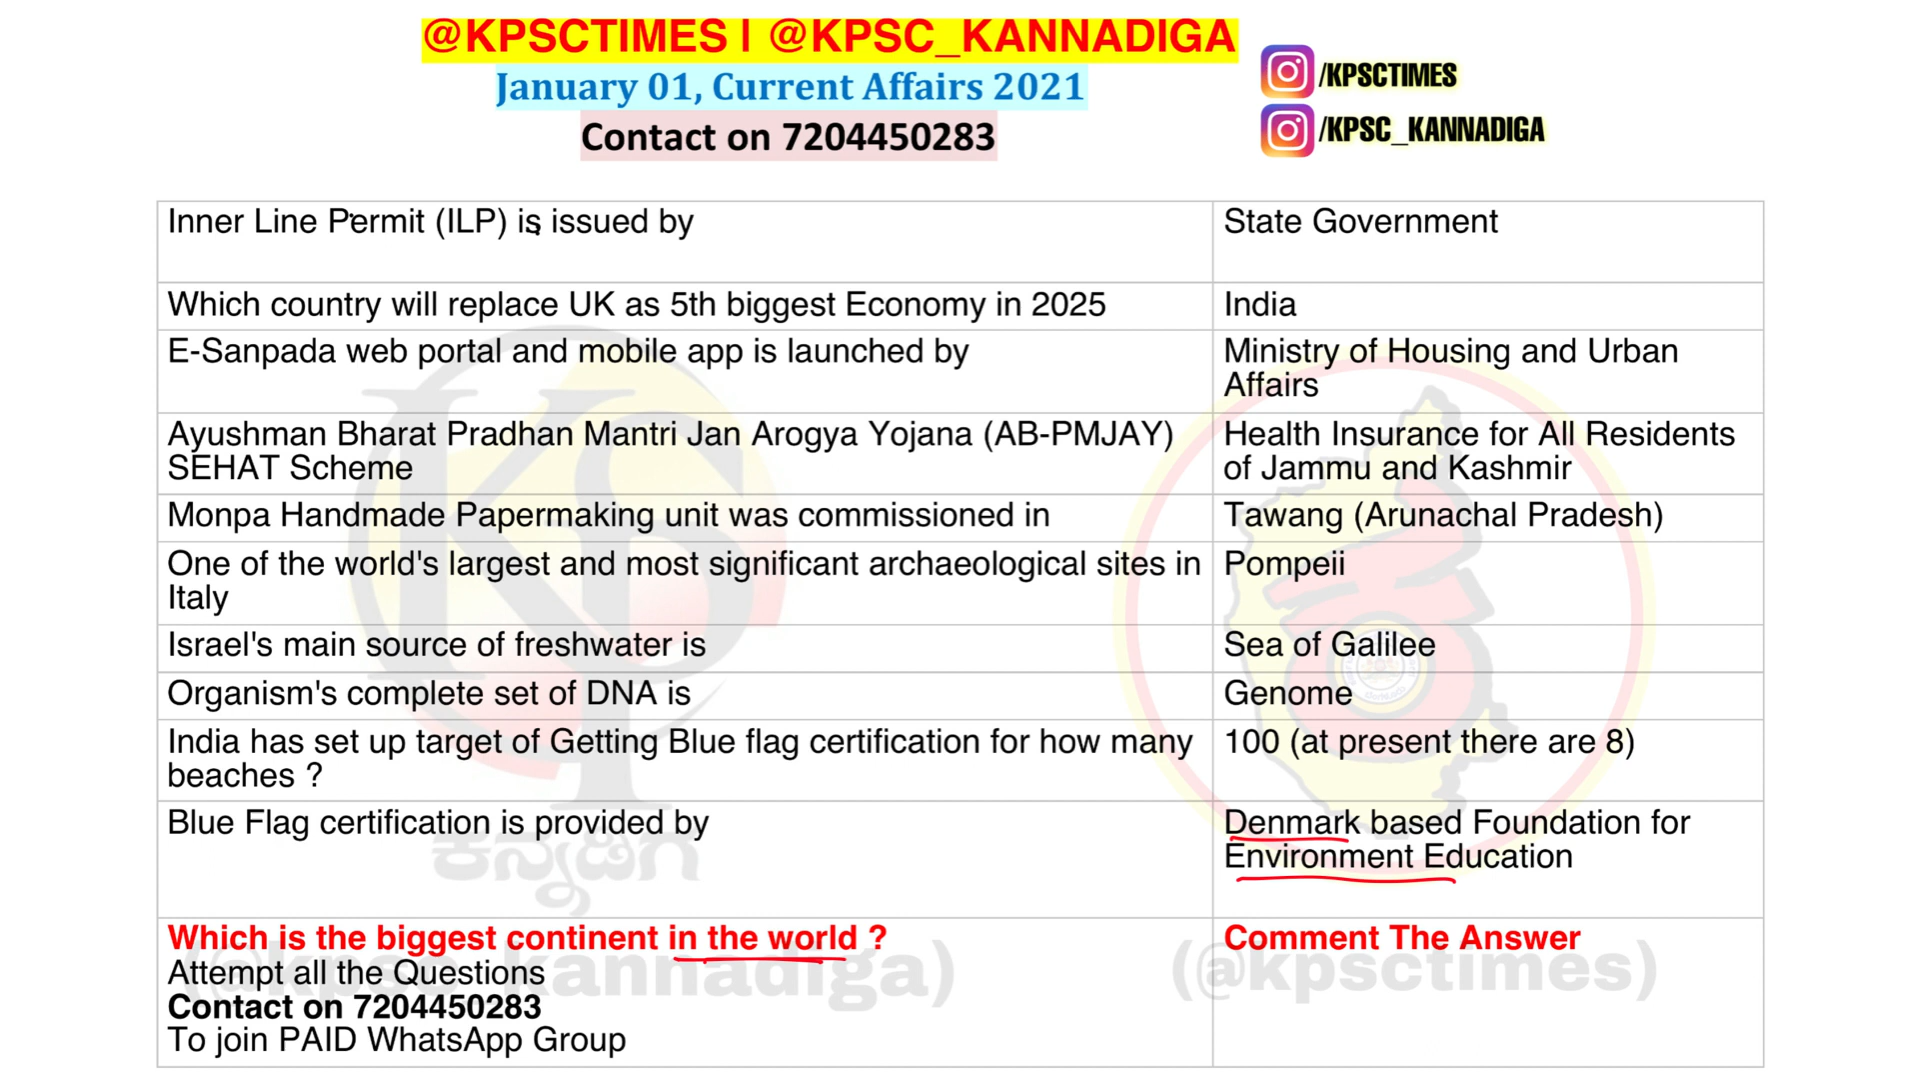 @KPSCTIMES | @KPSC_KANNADIGA
January 01, Current Affairs 2021
Contact on 7204450283
/KPSCTIMES
/KPSC_KANNADIGA
Inner Line Permit (ILP) is issued by
State Government
Which country will replace UK as 5th biggest Economy in 2025
India
E-Sanpada web portal and mobile app is launched by
Ministry of Housing and Urban
Affairs
Ayushman Bharat Pradhan Mantri Jan Arogya Yojana (AB-PMJAY)
SEHAT Scheme
Health Insurance for All Residents
of Jammu and Kashmir
Monpa Handmade Papermaking unit was commissioned in
Tawang (Arunachal Pradesh)
One of the world's largest and most significant archaeological sites in
Italy
Pompeii
Israel's main source of freshwater is
Sea of Galilee
Organism's complete set of DNA is
Genome
India has set up target of Getting Blue flag certification for how many
beaches ?
100 (at present there are 8)
Blue Flag certification is provided by
Denmark based Foundation for
Environment Education
ಕನ್ನಡಿಗ
Which is the biggest continent in the world ?
Comment The Answer
(@kpsc_kannadiga)
(@kpsctimes)
Attempt all the Questions
Contact on 7204450283
To join PAID WhatsApp Group